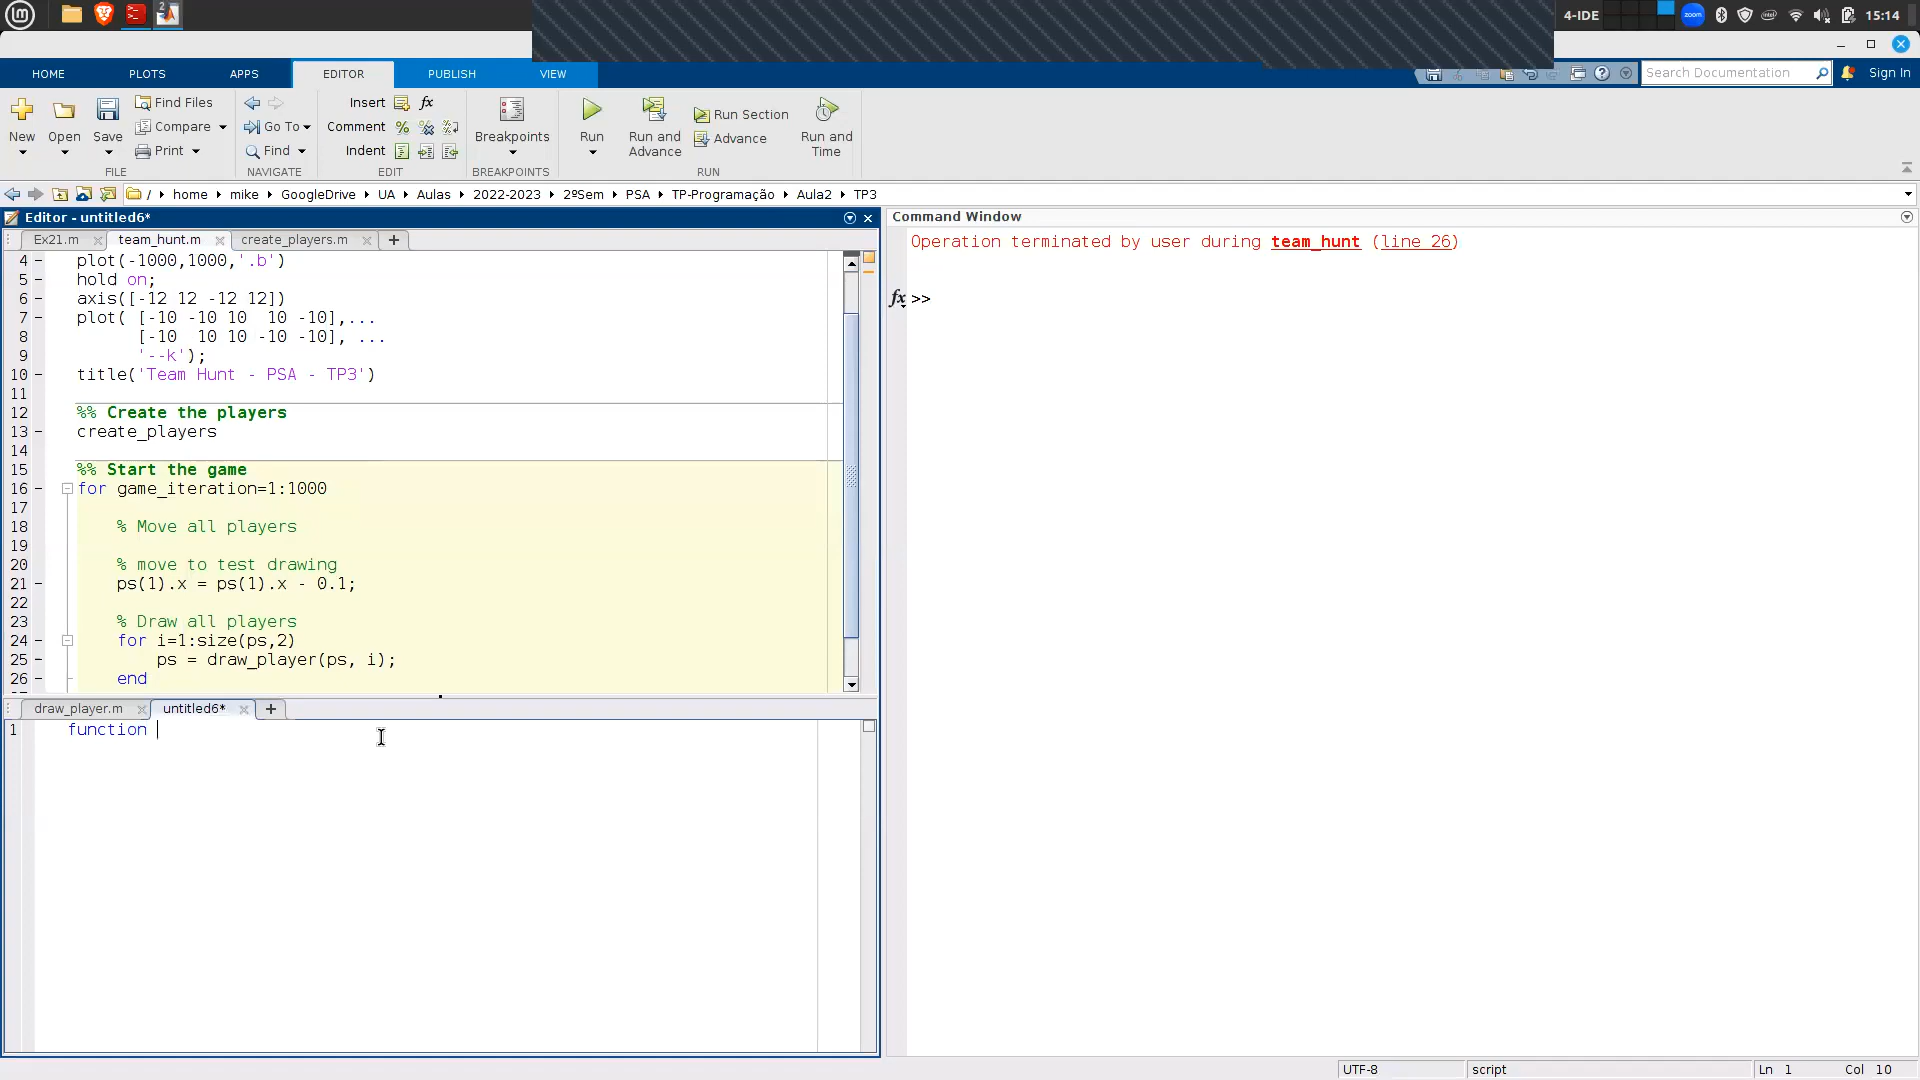 2
4-IDE
zoom
15:14
HOME PLOTS APPS EDITOR PUBLISH VIEW
Search Documentation
Sign In
New Open Save
Find Files
Compare
Print
FILE
Go To
Find
NAVIGATE
Insert fx
Comment
Indent
EDIT
Breakpoints
BREAKPOINTS
Run
Run and Advance
Run Section
Advance
Run and Time
RUN
/ home mike GoogleDrive UA Aulas 2022-2023 2ºSem PSA TP-Programação Aula2 TP3
Editor - untitled6*
Ex21.m team_hunt.m create_players.m
4 plot(-1000,1000,'.b')
5 hold on;
6 axis([-12 12 -12 12])
7 plot( [-10 -10 10 10 -10],...
8 [-10 10 10 -10 -10], ...
9 '--k');
10 title('Team Hunt - PSA - TP3')
11
12 %% Create the players
13 create_players
14
15 %% Start the game
16 for game_iteration=1:1000
17
18 % Move all players
19
20 % move to test drawing
21 ps(1).x = ps(1).x - 0.1;
22
23 % Draw all players
24 for i=1:size(ps,2)
25 ps = draw_player(ps, i);
26 end
draw_player.m untitled6*
1 function
Command Window
Operation terminated by user during team_hunt (line 26)
fx >>
UTF-8 script Ln 1 Col 10